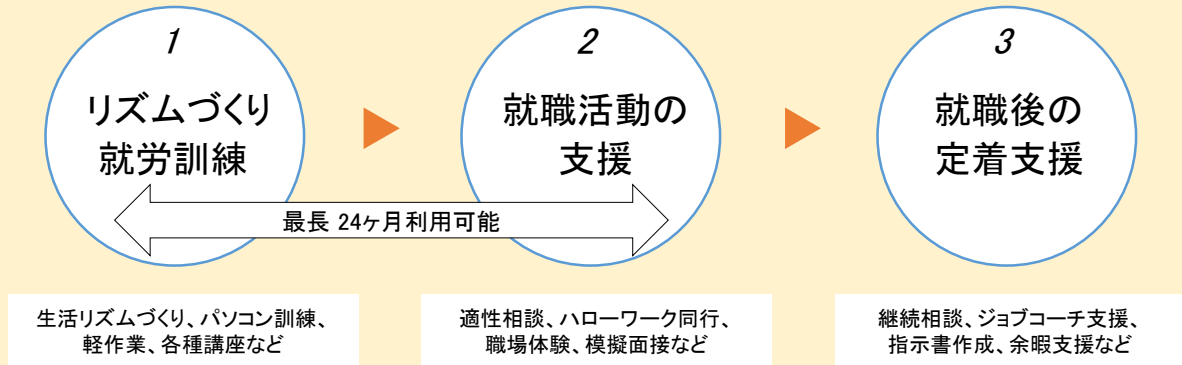 1
リズムづくり
就労訓練
2
就職活動の
支援
3
就職後の
定着支援
最長 24ヶ月利用可能
生活リズムづくり、パソコン訓練、
軽作業、各種講座など
適性相談、ハローワーク同行、
職場体験、模擬面接など
継続相談、ジョブコーチ支援、
指示書作成、余暇支援など